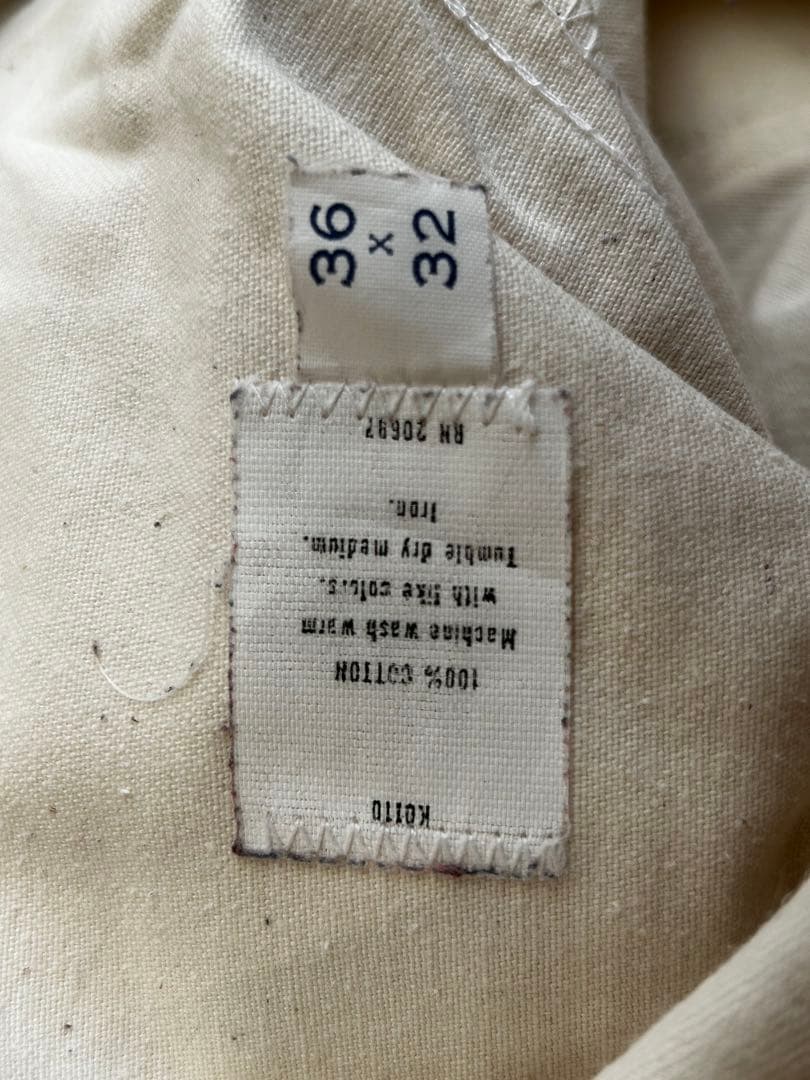 36
x
32
K0110
100% COTTON
Machine wash warm
with like colors.
Tumble dry medium.
Iron.
RN 20697